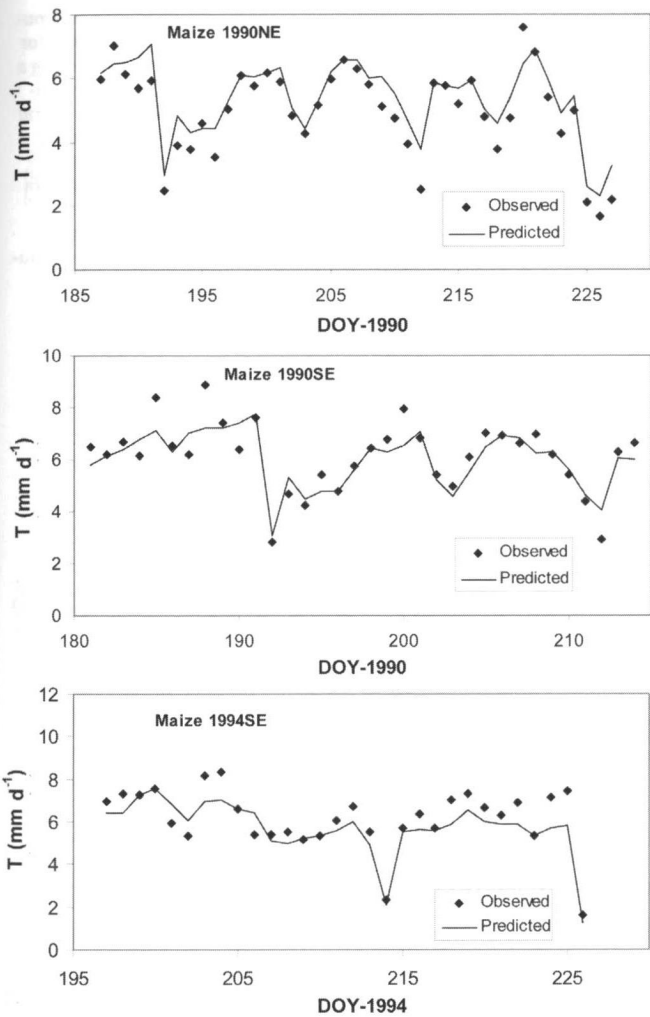 8
Maize 1990NE
6
4
2
0
T (mm d⁻¹)
Observed
Predicted
185 195 205 215 225
DOY-1990
10
Maize 1990SE
8
6
4
2
0
T (mm d⁻¹)
Observed
Predicted
180 190 200 210
DOY-1990
12
Maize 1994SE
10
8
6
4
2
0
T (mm d⁻¹)
Observed
Predicted
195 205 215 225
DOY-1994